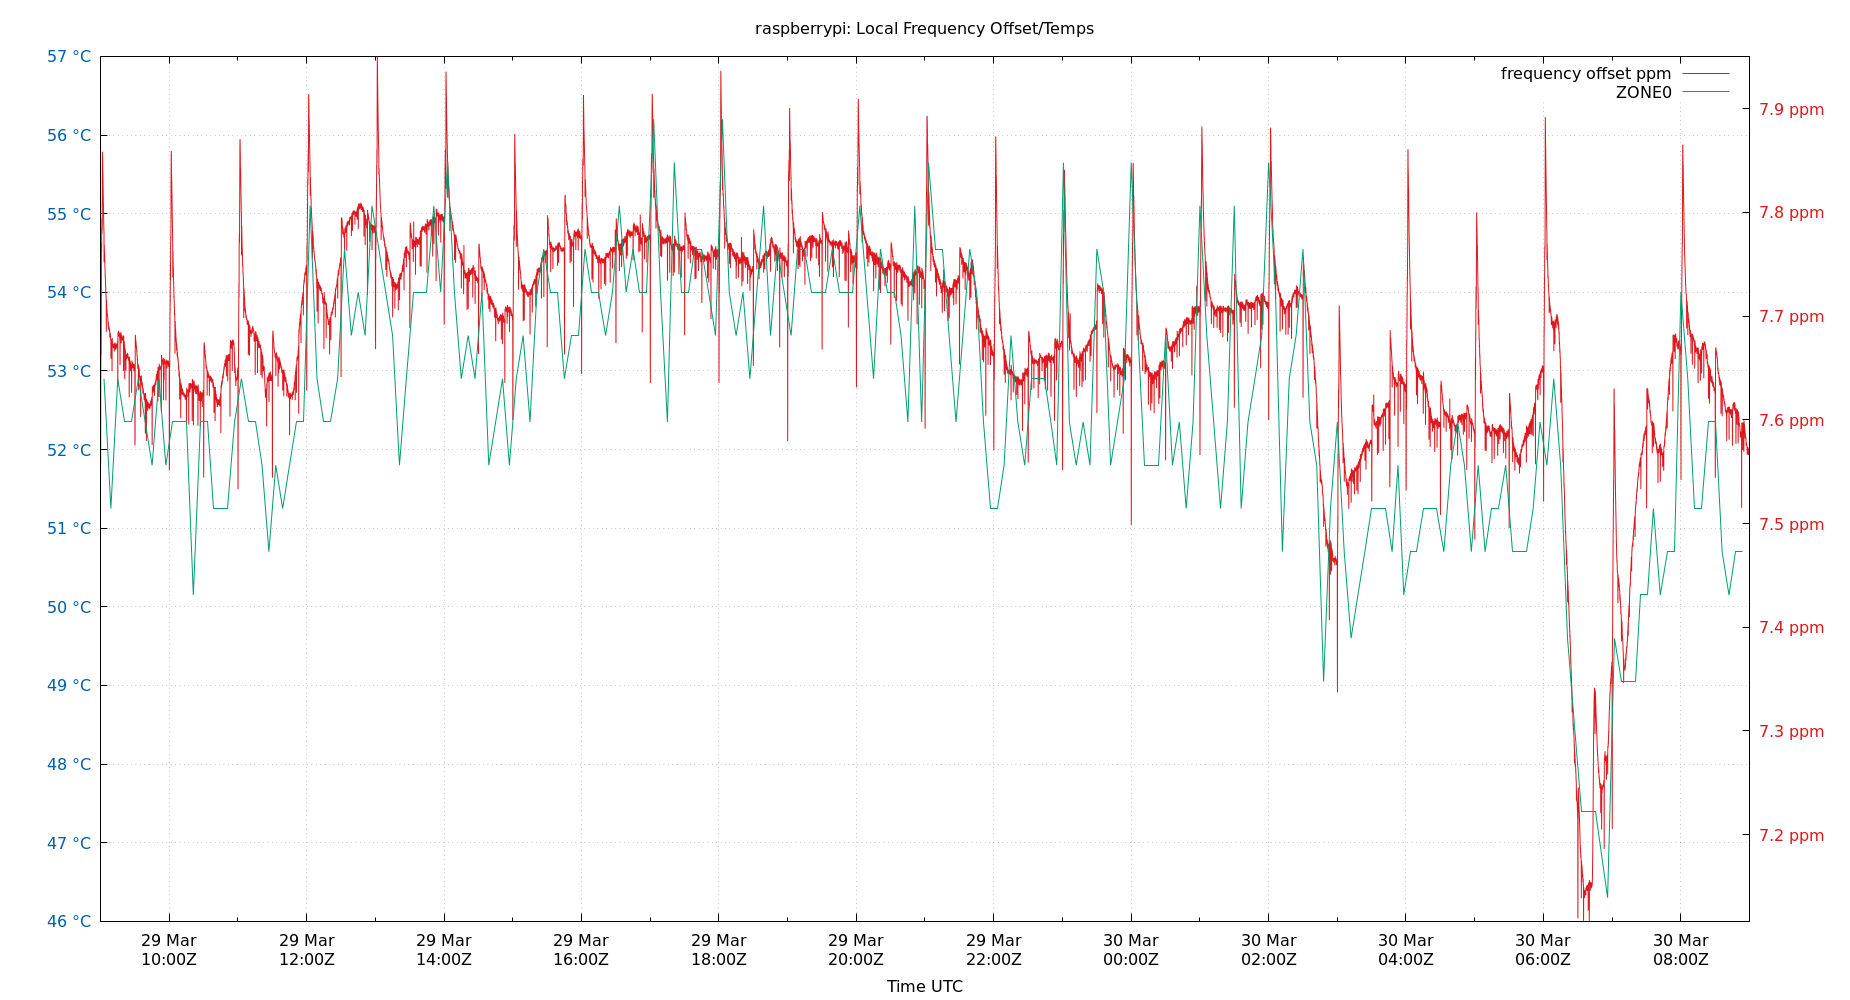 raspberrypi: Local Frequency Offset/Temps
frequency offset ppm
ZONE0
57 °C
56 °C
55 °C
54 °C
53 °C
52 °C
51 °C
50 °C
49 °C
48 °C
47 °C
46 °C
7.9 ppm
7.8 ppm
7.7 ppm
7.6 ppm
7.5 ppm
7.4 ppm
7.3 ppm
7.2 ppm
29 Mar 29 Mar 29 Mar 29 Mar 29 Mar 29 Mar 29 Mar 30 Mar 30 Mar 30 Mar 30 Mar 30 Mar
10:00Z 12:00Z 14:00Z 16:00Z 18:00Z 20:00Z 22:00Z 00:00Z 02:00Z 04:00Z 06:00Z 08:00Z
Time UTC